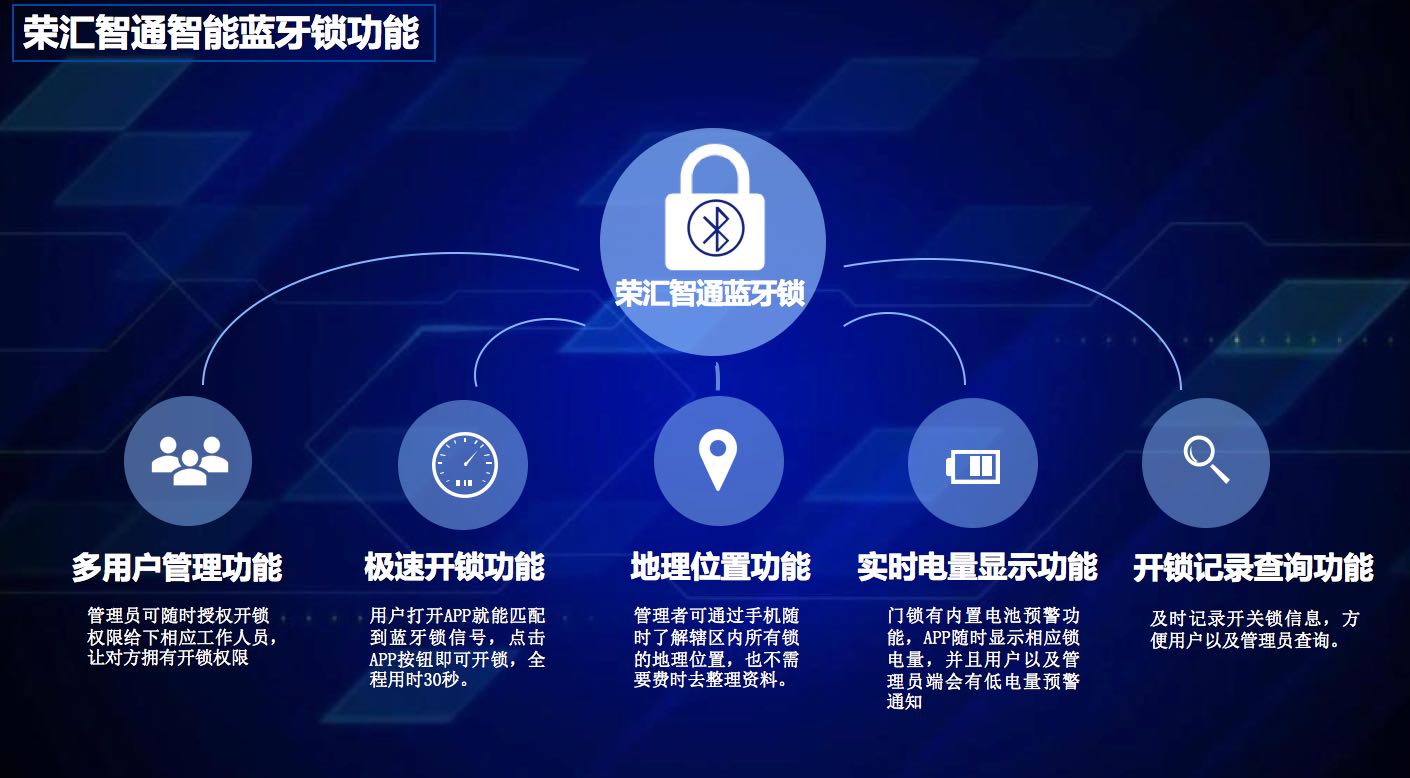 荣汇智通智能蓝牙锁功能
荣汇智通蓝牙锁
多用户管理功能
管理员可随时授权开锁
权限给下相应工作人员，
让对方拥有开锁权限
极速开锁功能
用户打开APP就能匹配
到蓝牙锁信号，点击
APP按钮即可开锁，全
程用时30秒。
地理位置功能
管理者可通过手机随
时了解辖区内所有锁
的地理位置，也不需
要费时去整理资料。
实时电量显示功能
门锁有内置电池预警功
能，APP随时显示相应锁
电量，并且用户以及管
理员端会有低电量预警
通知
开锁记录查询功能
及时记录开关锁信息，方
便用户以及管理员查询。